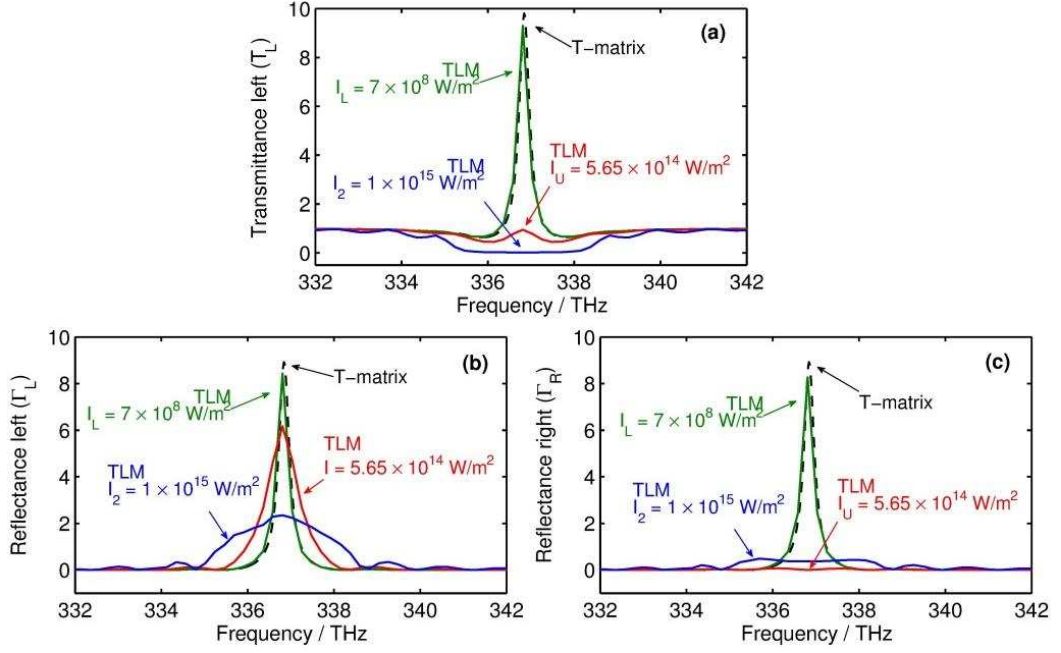 (a)
Transmittance left (T_L)
10
8
6
4
2
0
T−matrix
TLM
I_L = 7 × 10^8 W/m^2
TLM
I_2 = 1 × 10^15 W/m^2
TLM
I_U = 5.65 × 10^14 W/m^2
332 334 336 338 340 342
Frequency / THz
(b)
Reflectance left (Γ_L)
10
8
6
4
2
0
T−matrix
TLM
I_L = 7 × 10^8 W/m^2
TLM
I = 5.65 × 10^14 W/m^2
TLM
I_2 = 1 × 10^15 W/m^2
332 334 336 338 340 342
Frequency / THz
(c)
Reflectance right (Γ_R)
10
8
6
4
2
0
T−matrix
TLM
I_L = 7 × 10^8 W/m^2
TLM
I_2 = 1 × 10^15 W/m^2
TLM
I_U = 5.65 × 10^14 W/m^2
332 334 336 338 340 342
Frequency / THz